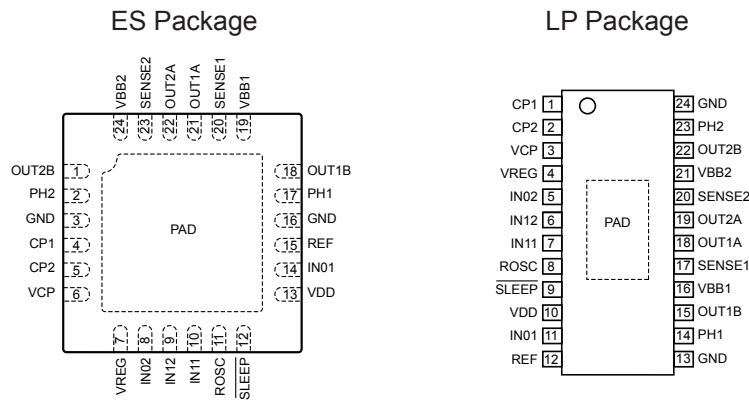 ES Package
VBB2
SENSE2
OUT2A
OUT1A
SENSE1
VBB1
24
23
22
21
20
19
OUT2B 1
PH2 2
GND 3
CP1 4
CP2 5
VCP 6
PAD
18 OUT1B
17 PH1
16 GND
15 REF
14 IN01
13 VDD
7
8
9
10
11
12
VREG
IN02
IN12
IN11
ROSC
SLEEP
LP Package
CP1 1
CP2 2
VCP 3
VREG 4
IN02 5
IN12 6
IN11 7
ROSC 8
SLEEP 9
VDD 10
IN01 11
REF 12
PAD
24 GND
23 PH2
22 OUT2B
21 VBB2
20 SENSE2
19 OUT2A
18 OUT1A
17 SENSE1
16 VBB1
15 OUT1B
14 PH1
13 GND